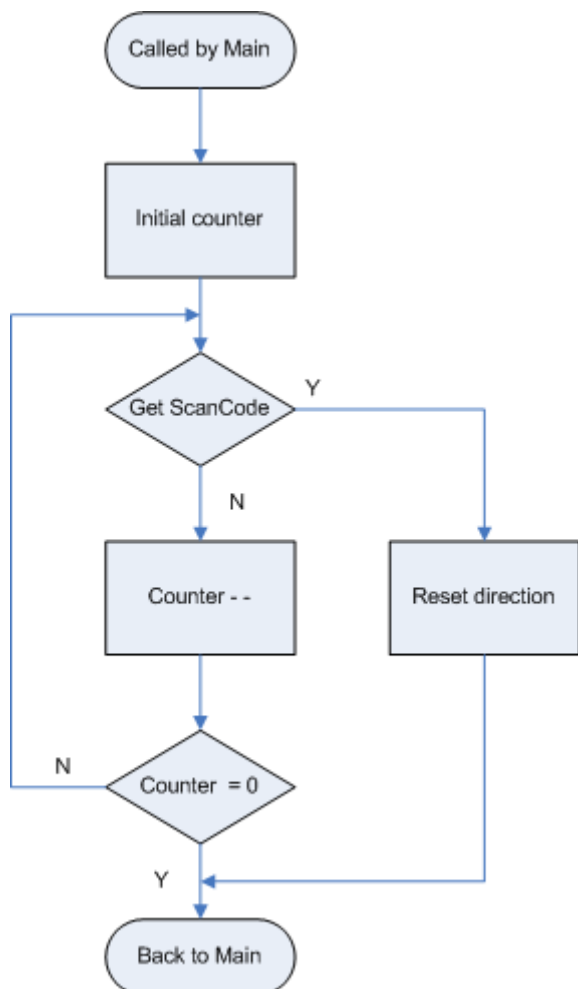 Called by Main
Initial counter
Get ScanCode
Y
N
Counter - -
Reset direction
N
Counter = 0
Y
Back to Main